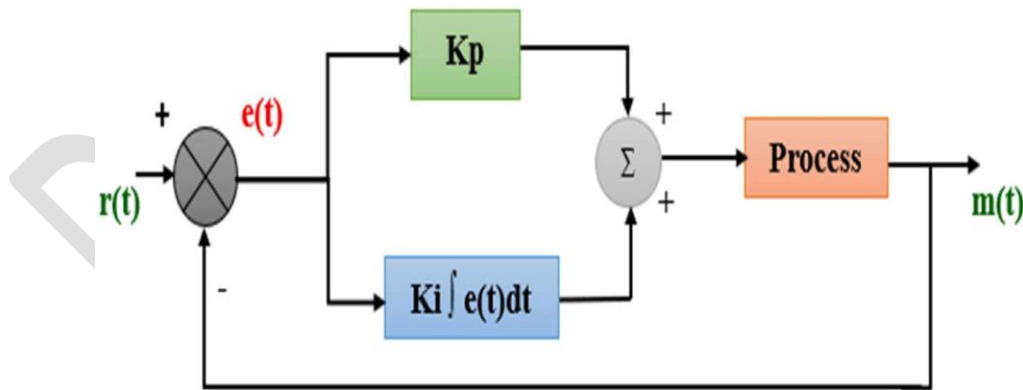 Kp
+
e(t)
r(t)
-
Ki ∫ e(t)dt
Σ
+
+
Process
m(t)